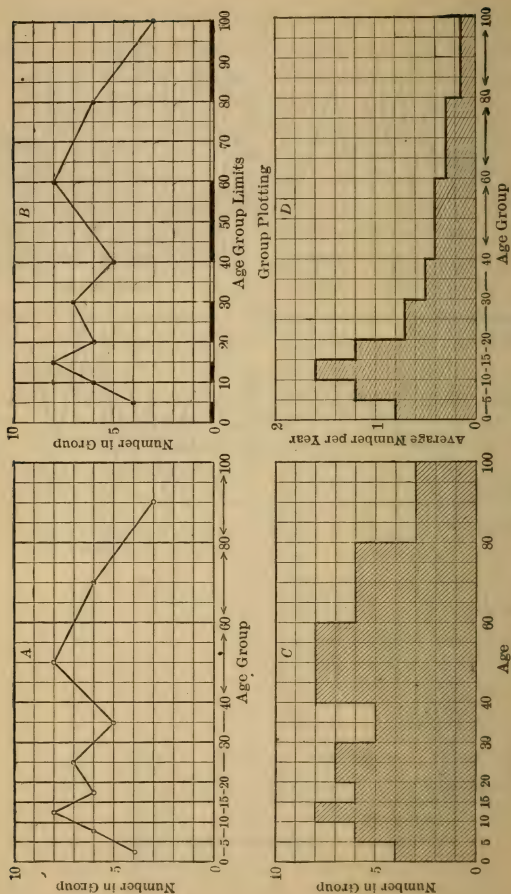 Number in Group
10
5
0
A
0—5—10-15-20 —30— 40 60 80 100
Age Group
Number in Group
10
5
0
B
0 5 10 15 20 30 40 50 60 70 80 90 100
Age Group Limits
Group Plotting
Number in Group
10
5
0
C
0 5 10 15 20 30 40 60 80 100
Age
Average Number per Year
2
1
D
0—5—10-15-20 —30— 40 60 80 100
Age Group